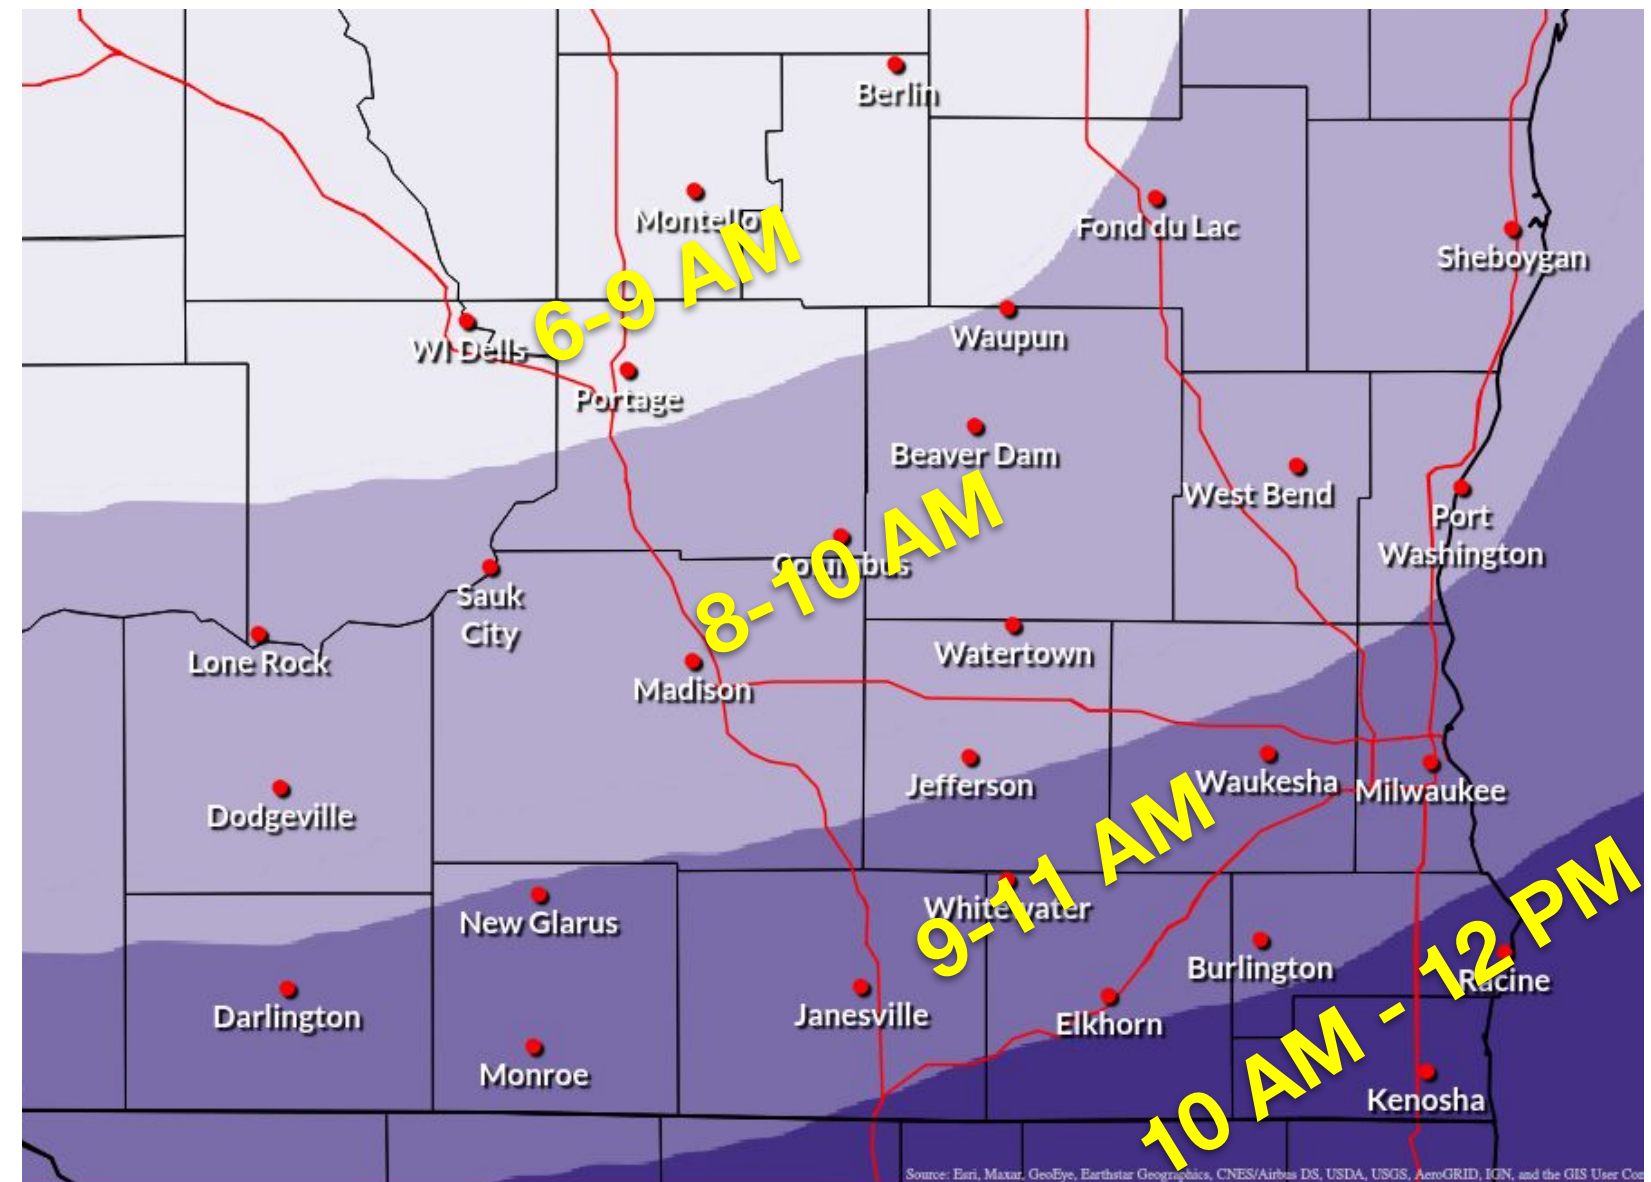 Berlin
Montello
Fond du Lac
Sheboygan
6-9 AM
WI Dells
Waupun
Portage
Beaver Dam
West Bend
Port
Washington
8-10 AM
Columbus
Sauk
City
Lone Rock
Watertown
Madison
Jefferson
Waukesha
Milwaukee
Dodgeville
9-11 AM
New Glarus
Whitewater
Burlington
10 AM - 12 PM
Racine
Darlington
Janesville
Elkhorn
Monroe
Kenosha
Source: Esri, Maxar, GeoEye, Earthstar Geographics, CNES/Airbus DS, USDA, USGS, AeroGRID, IGN, and the GIS User Co